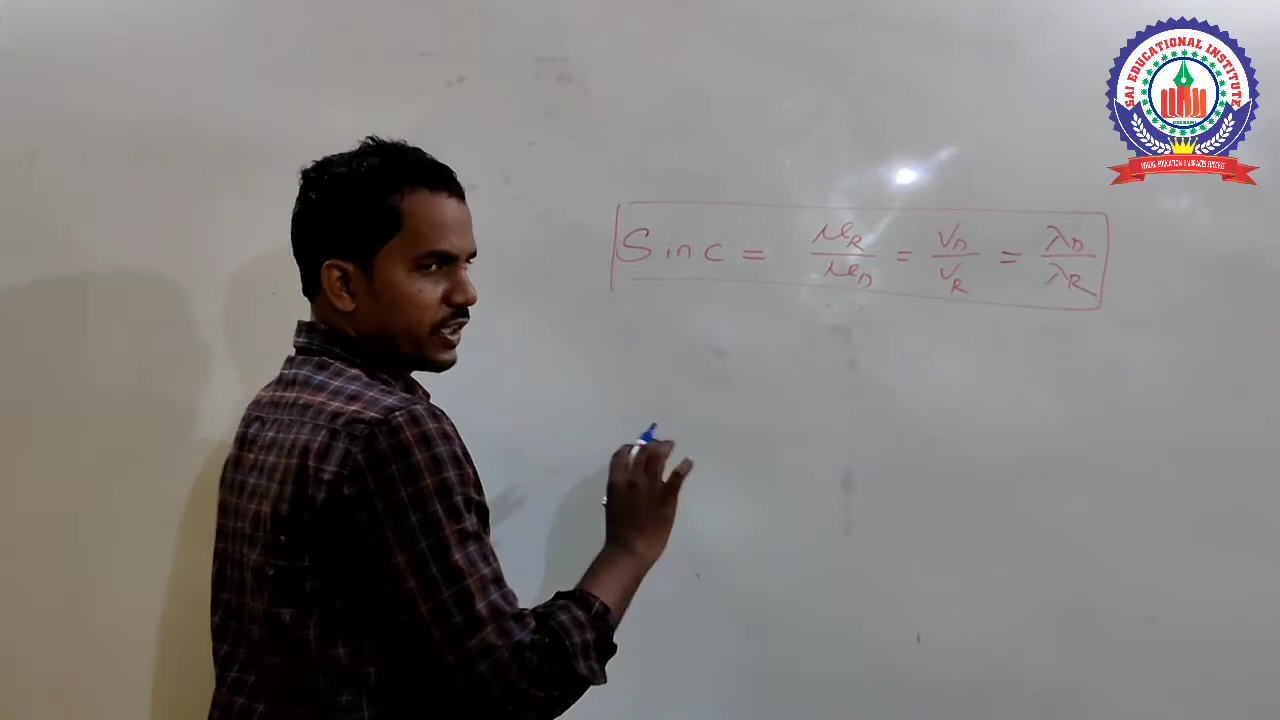 SAI EDUCATIONAL INSTITUTE
Sin c = μR/μD = VD/VR = λD/λR